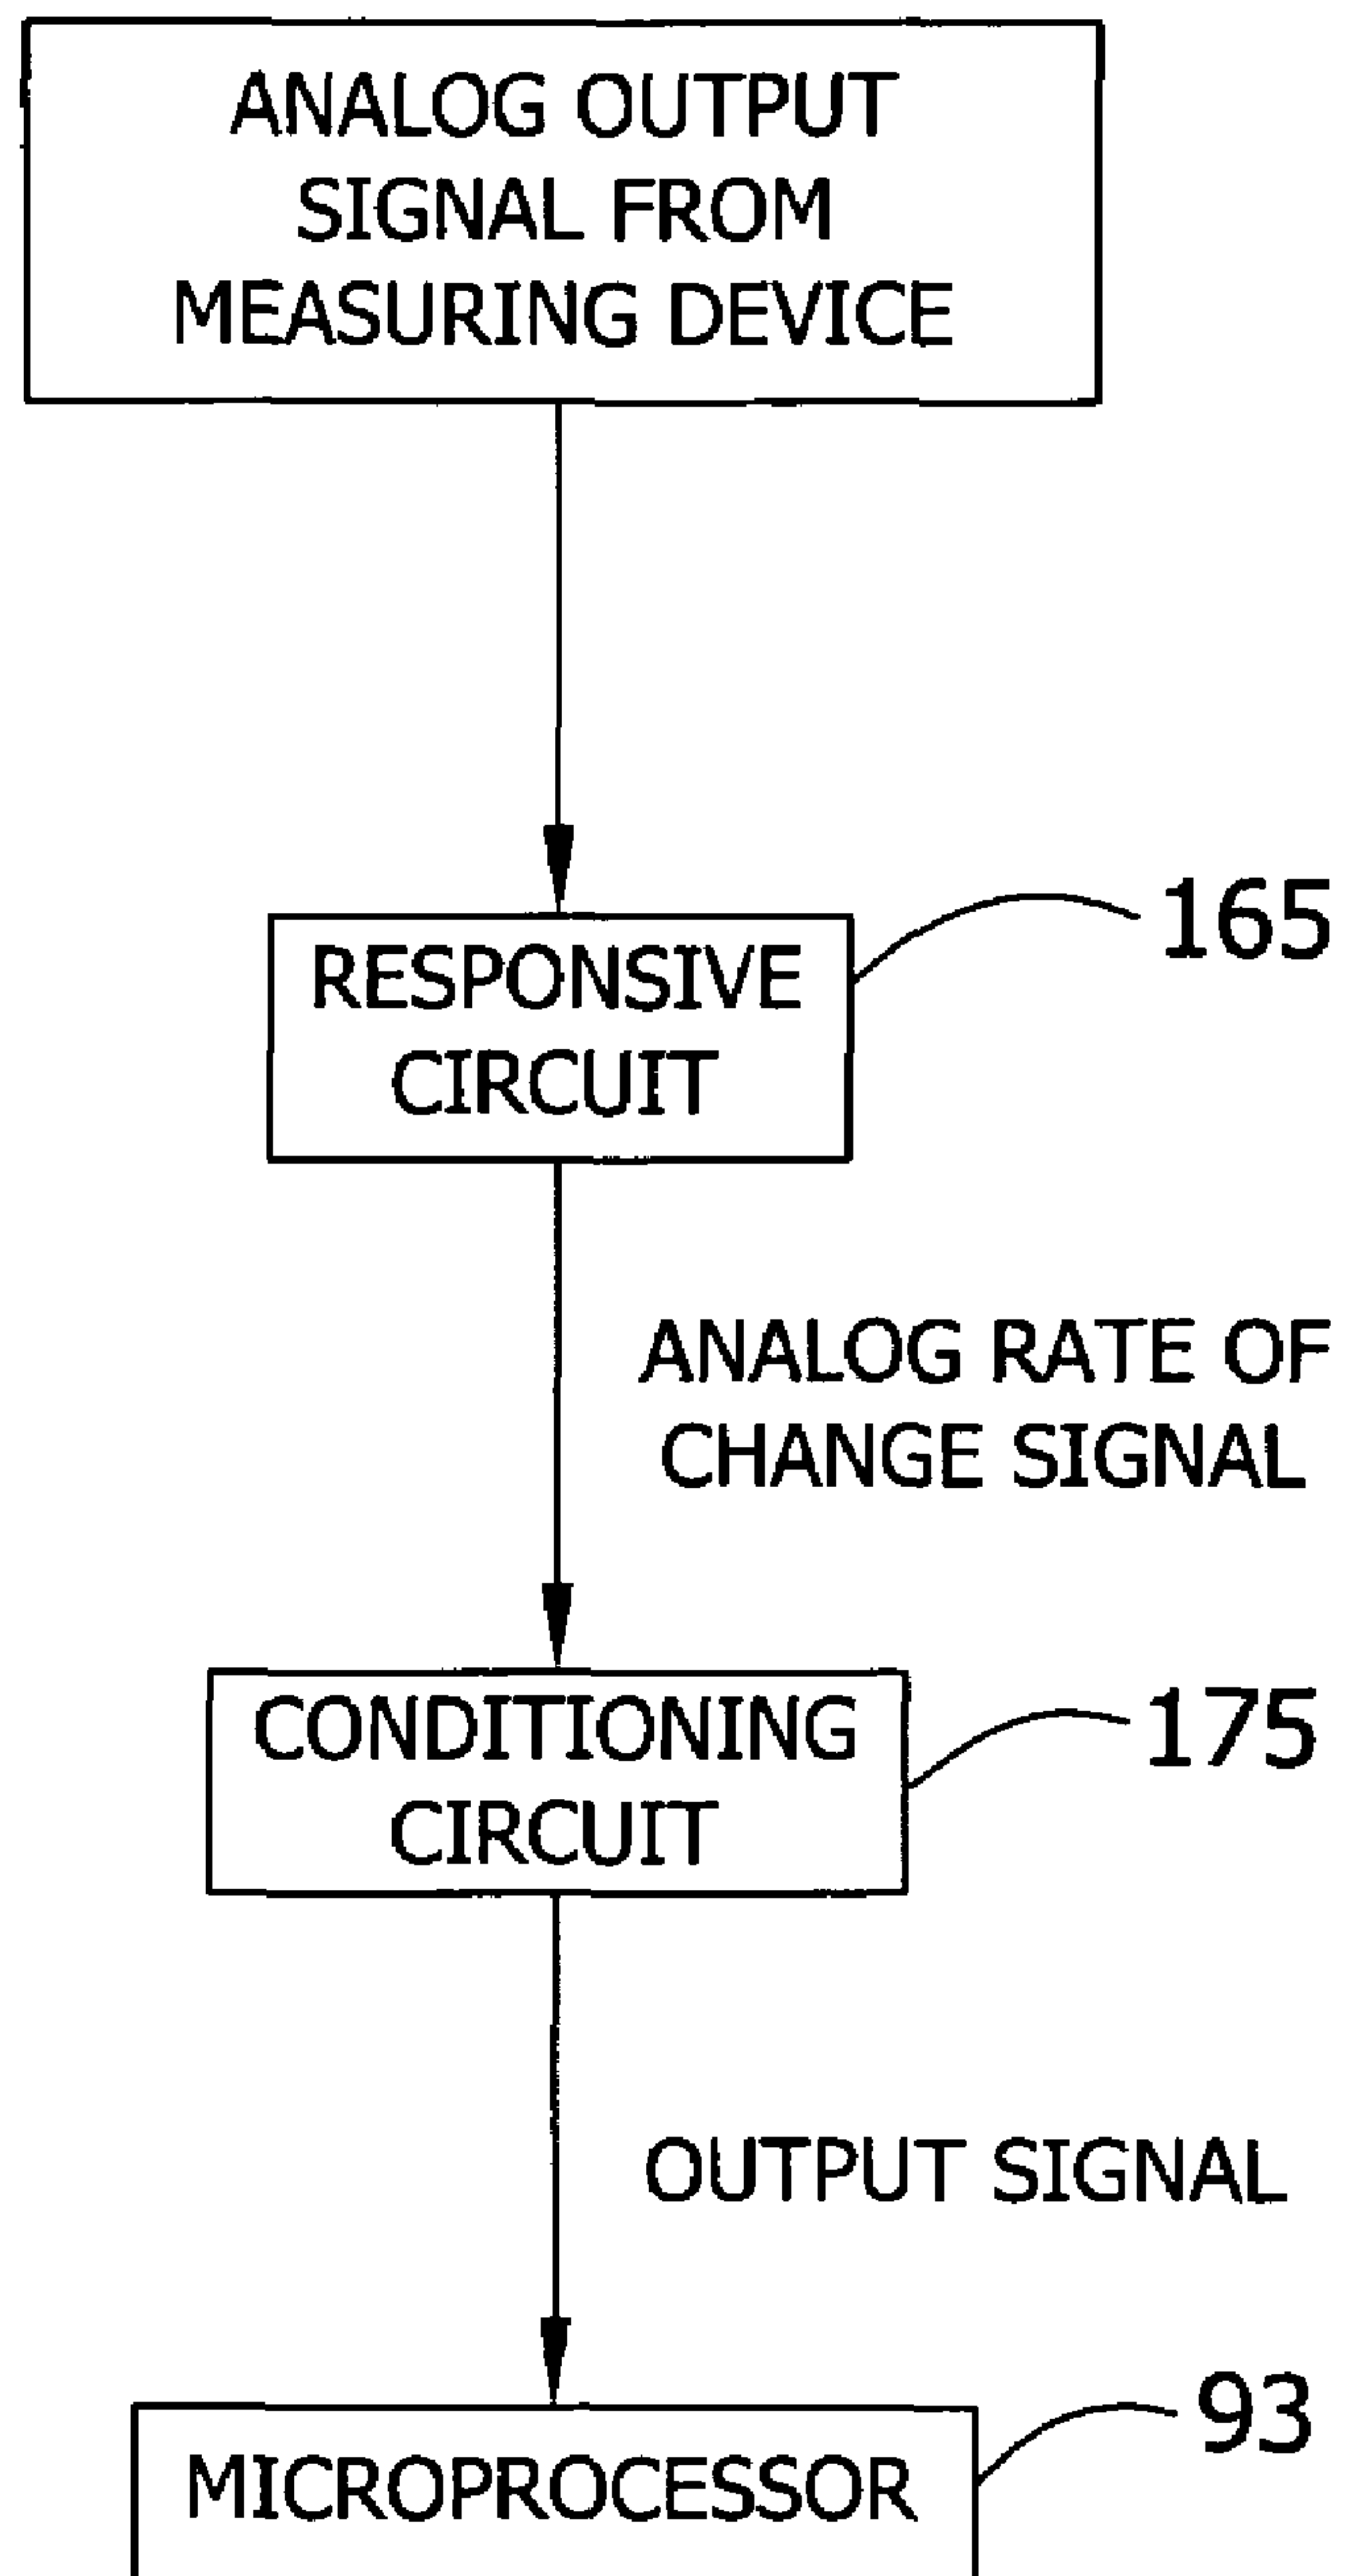 ANALOG OUTPUT
SIGNAL FROM
MEASURING DEVICE
165
RESPONSIVE
CIRCUIT
ANALOG RATE OF
CHANGE SIGNAL
175
CONDITIONING
CIRCUIT
OUTPUT SIGNAL
93
MICROPROCESSOR